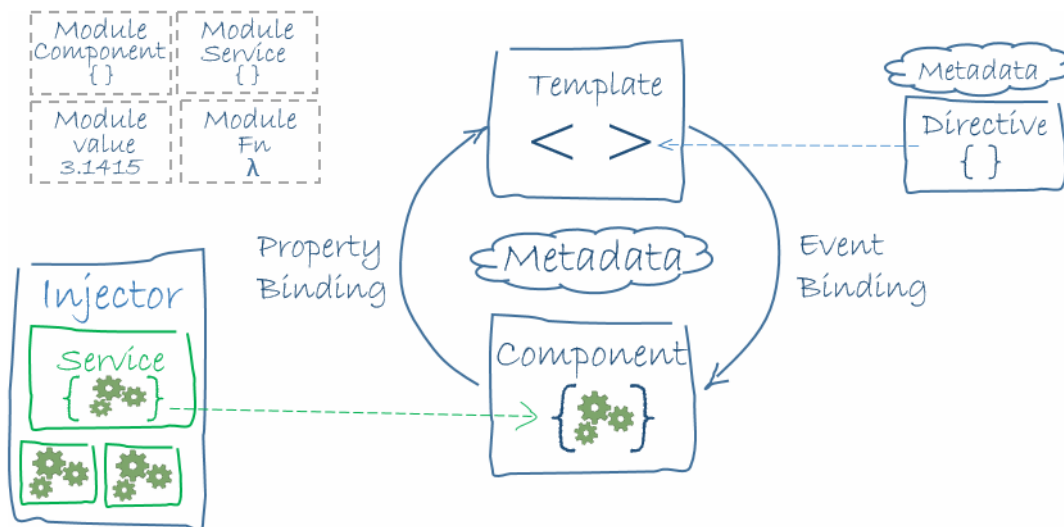 Module
Component
{ }
Module
Service
{ }
Module
value
3.1415
Module
Fn
λ
Template
< >
Metadata
Directive
{ }
Property
Binding
Metadata
Event
Binding
Injector
Service
{ }
Component
{ }